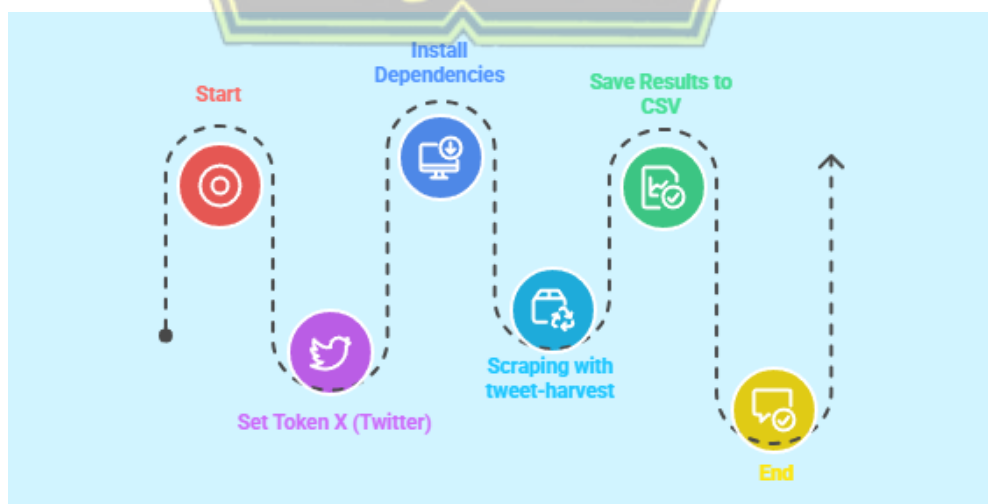 Start
Set Token X (Twitter)
Install
Dependencies
Scraping with
tweet-harvest
Save Results to
CSV
End